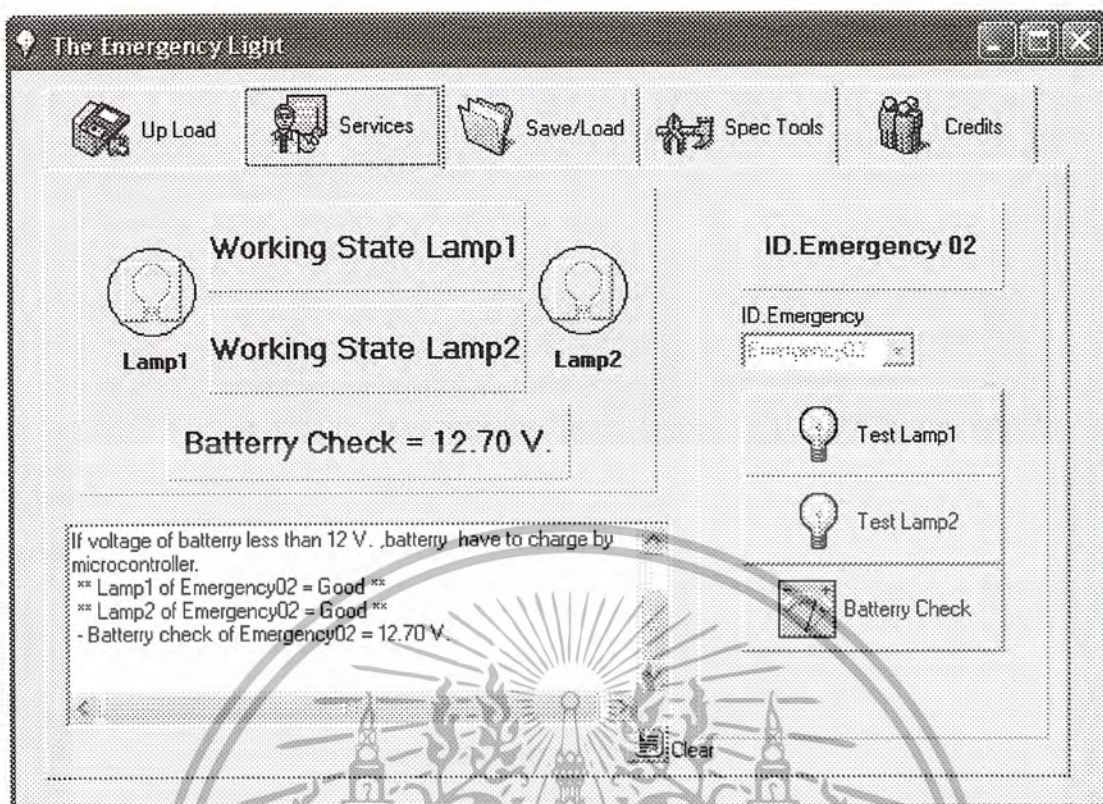 The Emergency Light
Up Load
Services
Save/Load
Spec Tools
Credits
Working State Lamp1
Working State Lamp2
Lamp1
Lamp2
Batterry Check = 12.70 V.
ID.Emergency 02
ID.Emergency
Emergency02
Test Lamp1
Test Lamp2
Batterry Check
If voltage of batterry less than 12 V. ,batterry have to charge by
microcontroller.
** Lamp1 of Emergency02 = Good **
** Lamp2 of Emergency02 = Good **
- Batterry check of Emergency02 = 12.70 V.
Clear